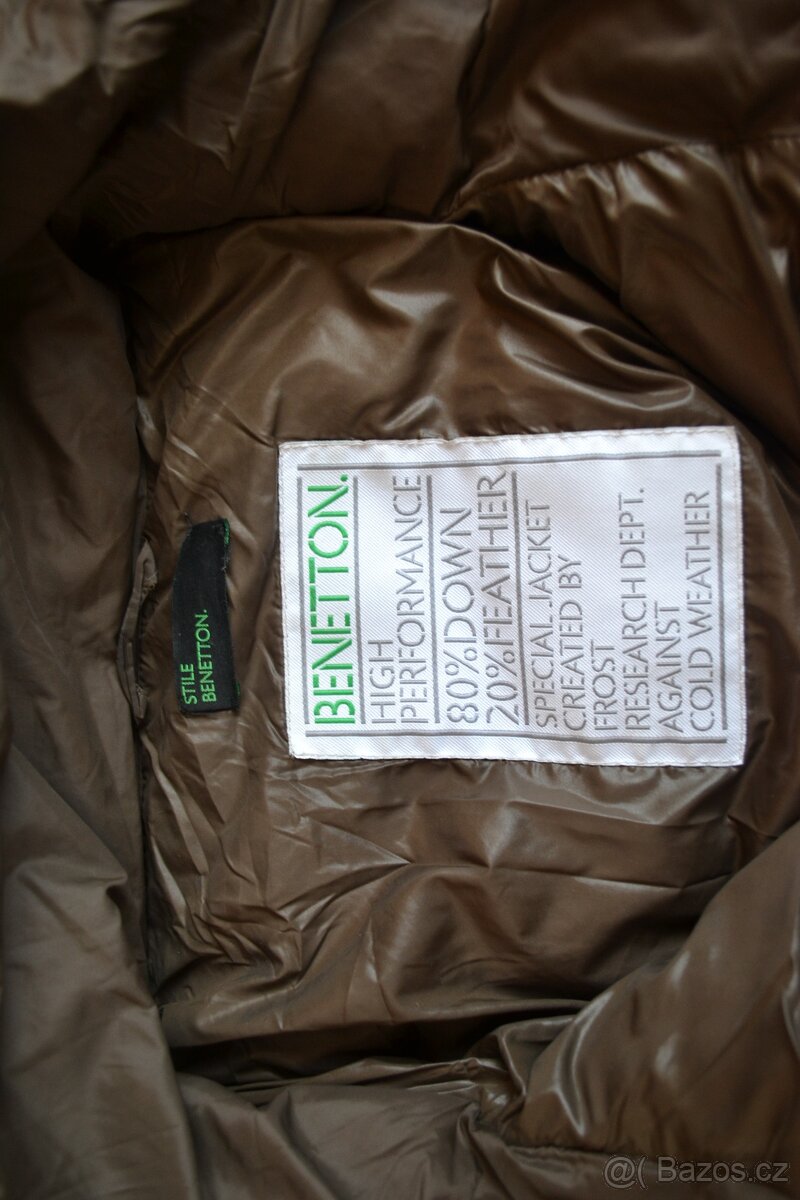 STILE
BENETTON.
BENETTON.
HIGH
PERFORMANCE
80%DOWN
20%FEATHER
SPECIAL JACKET
CREATED BY
FROST
RESEARCH DEPT.
AGAINST
COLD WEATHER
@( Bazos.cz